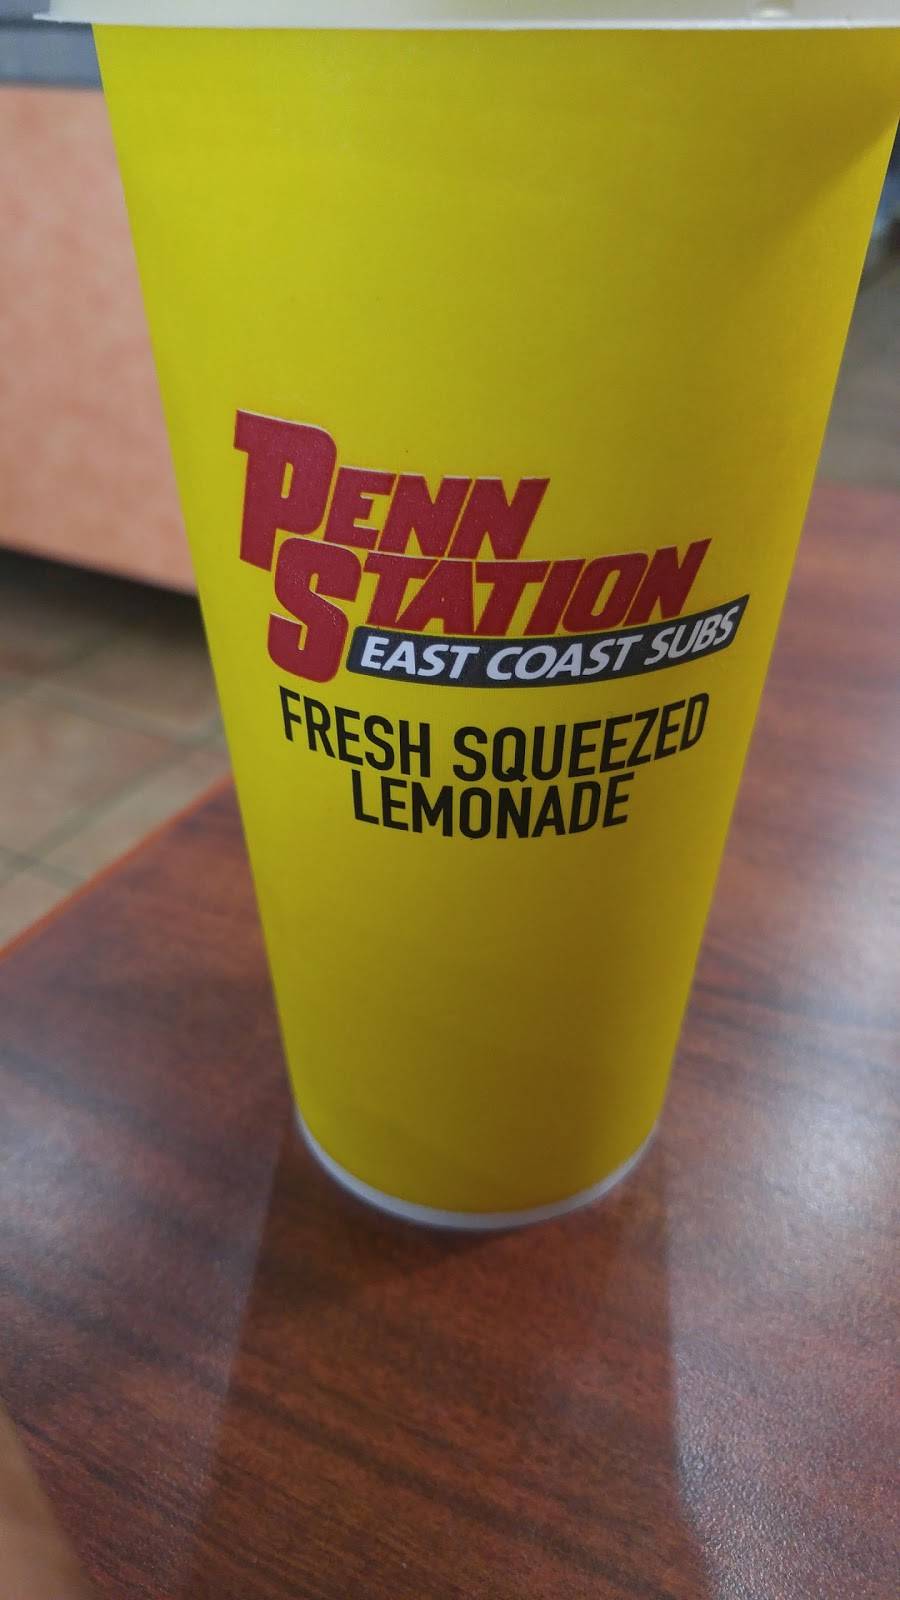 PENN
STATION
EAST COAST SUBS
FRESH SQUEEZED
LEMONADE